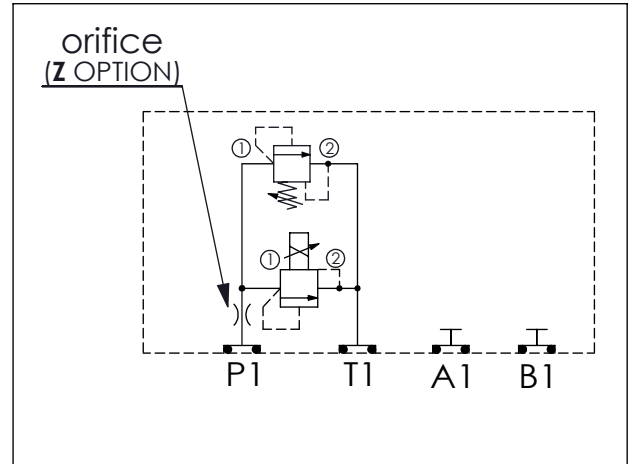 orifice
(Z OPTION)
① ②
① ②
P1 T1 A1 B1